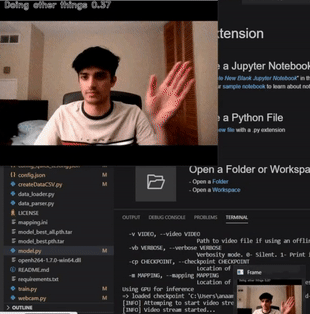 Doing other things 0.37
xtension
e a Jupyter Notebook
le New Blank Jupyter Notebook" in th
ur sample notebook to learn about not
e a Python File
new file with a .py extension
Open a Folder or Workspa
- Open a Folder
- Open a Workspace
config.json
createDataCSV.py M
data_loader.py
data_parser.py
LICENSE
mapping.ini
model_best_all.pth.tar
model_best.pth.tar
model.py M
openh264-1.7.0-win64.dll
README.md
requirements.txt
train.py M
webcam.py M
OUTLINE
OUTPUT DEBUG CONSOLE PROBLEMS TERMINAL
-v VIDEO, --video VIDEO
Path to video file if using an offlin
-vb VERBOSE, --verbose VERBOSE
Verbosity mode. 0- Silent. 1- Print i
-cp CHECKPOINT, --checkpoint CHECKPOINT
Location of
-m MAPPING, --mapping MAPPING
Location of
Using GPU for inference
=> loaded checkpoint 'C:\Users\anaam
[INFO] Attemping to start video stre
[INFO] Video stream started...
Frame